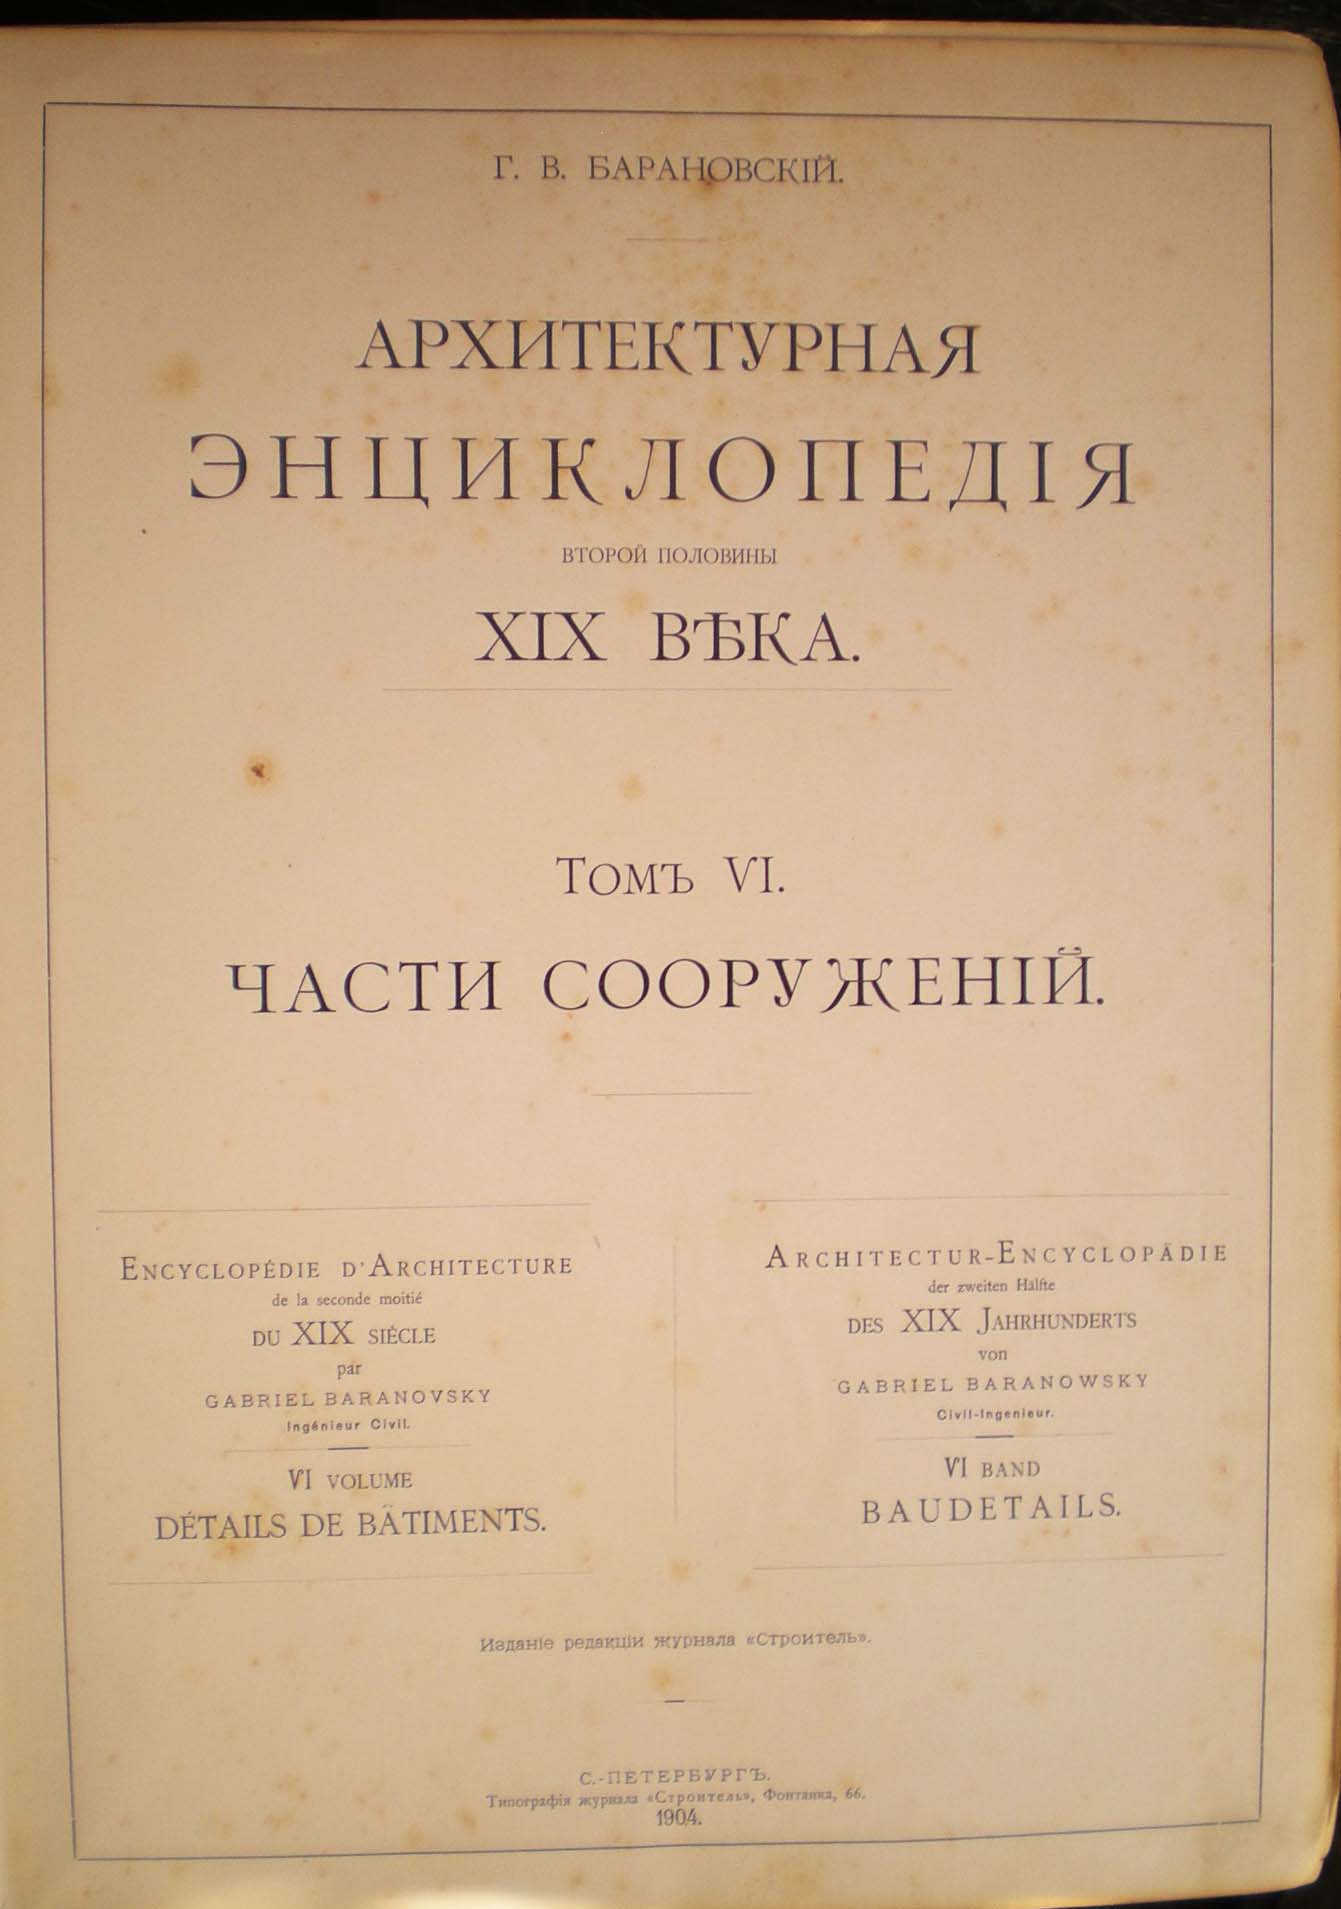 Г. В. БАРАНОВСКІЙ.
АРХИТЕКТУРНАЯ
ЭНЦИКЛОПЕДІЯ
ВТОРОЙ ПОЛОВИНЫ
XIX ВѢКА.
Томъ VI.
ЧАСТИ СООРУЖЕНІЙ.
Encyclopédie d'Architecture
de la seconde moitié
du XIX siècle
par
GABRIEL BARANOVSKY
Ingénieur Civil.
VI volume
DÉTAILS DE BÂTIMENTS.
Architectur-Encyclopädie
der zweiten Hälfte
des XIX Jahrhunderts
von
GABRIEL BARANOWSKY
Civil-Ingenieur.
VI band
BAUDETAILS.
Изданіе редакціи журнала «Строитель».
С.-ПЕТЕРБУРГЪ.
Типографія журнала «Строитель», Фонтанка, 66.
1904.